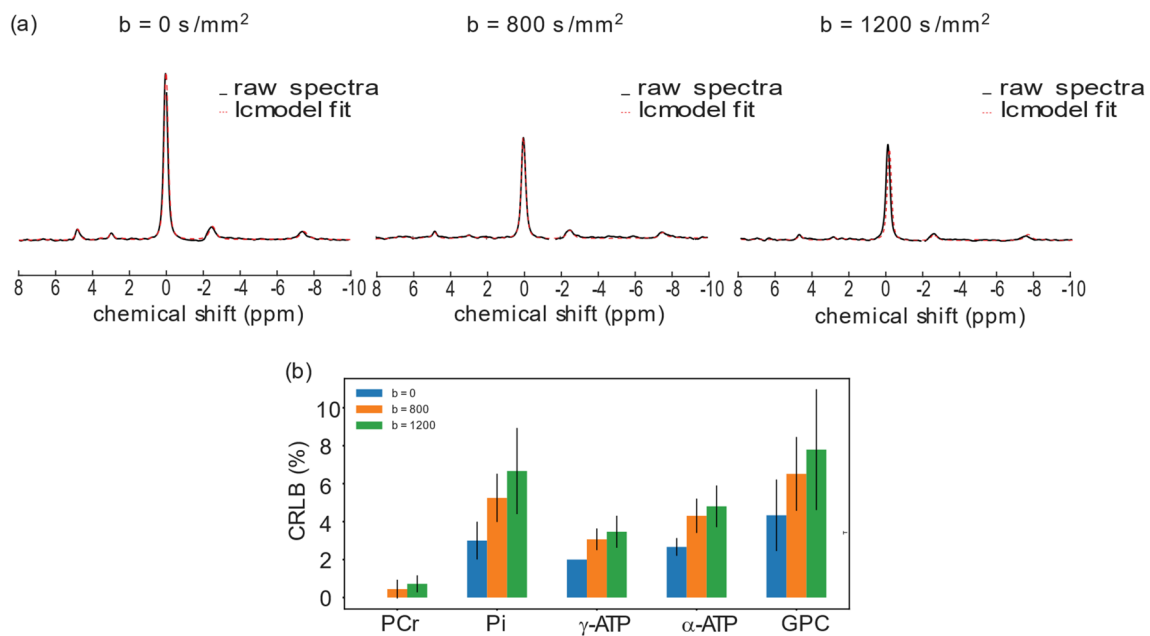 (a)
b = 0 s/mm²
b = 800 s/mm²
b = 1200 s/mm²
raw spectra
lcmodel fit
raw spectra
lcmodel fit
raw spectra
lcmodel fit
8 6 4 2 0 -2 -4 -6 -8 -10
8 6 4 2 0 -2 -4 -6 -8 -10
8 6 4 2 0 -2 -4 -6 -8 -10
chemical shift (ppm)
chemical shift (ppm)
chemical shift (ppm)
(b)
b = 0
b = 800
b = 1200
CRLB (%)
10
8
6
4
2
0
PCr Pi γ-ATP α-ATP GPC